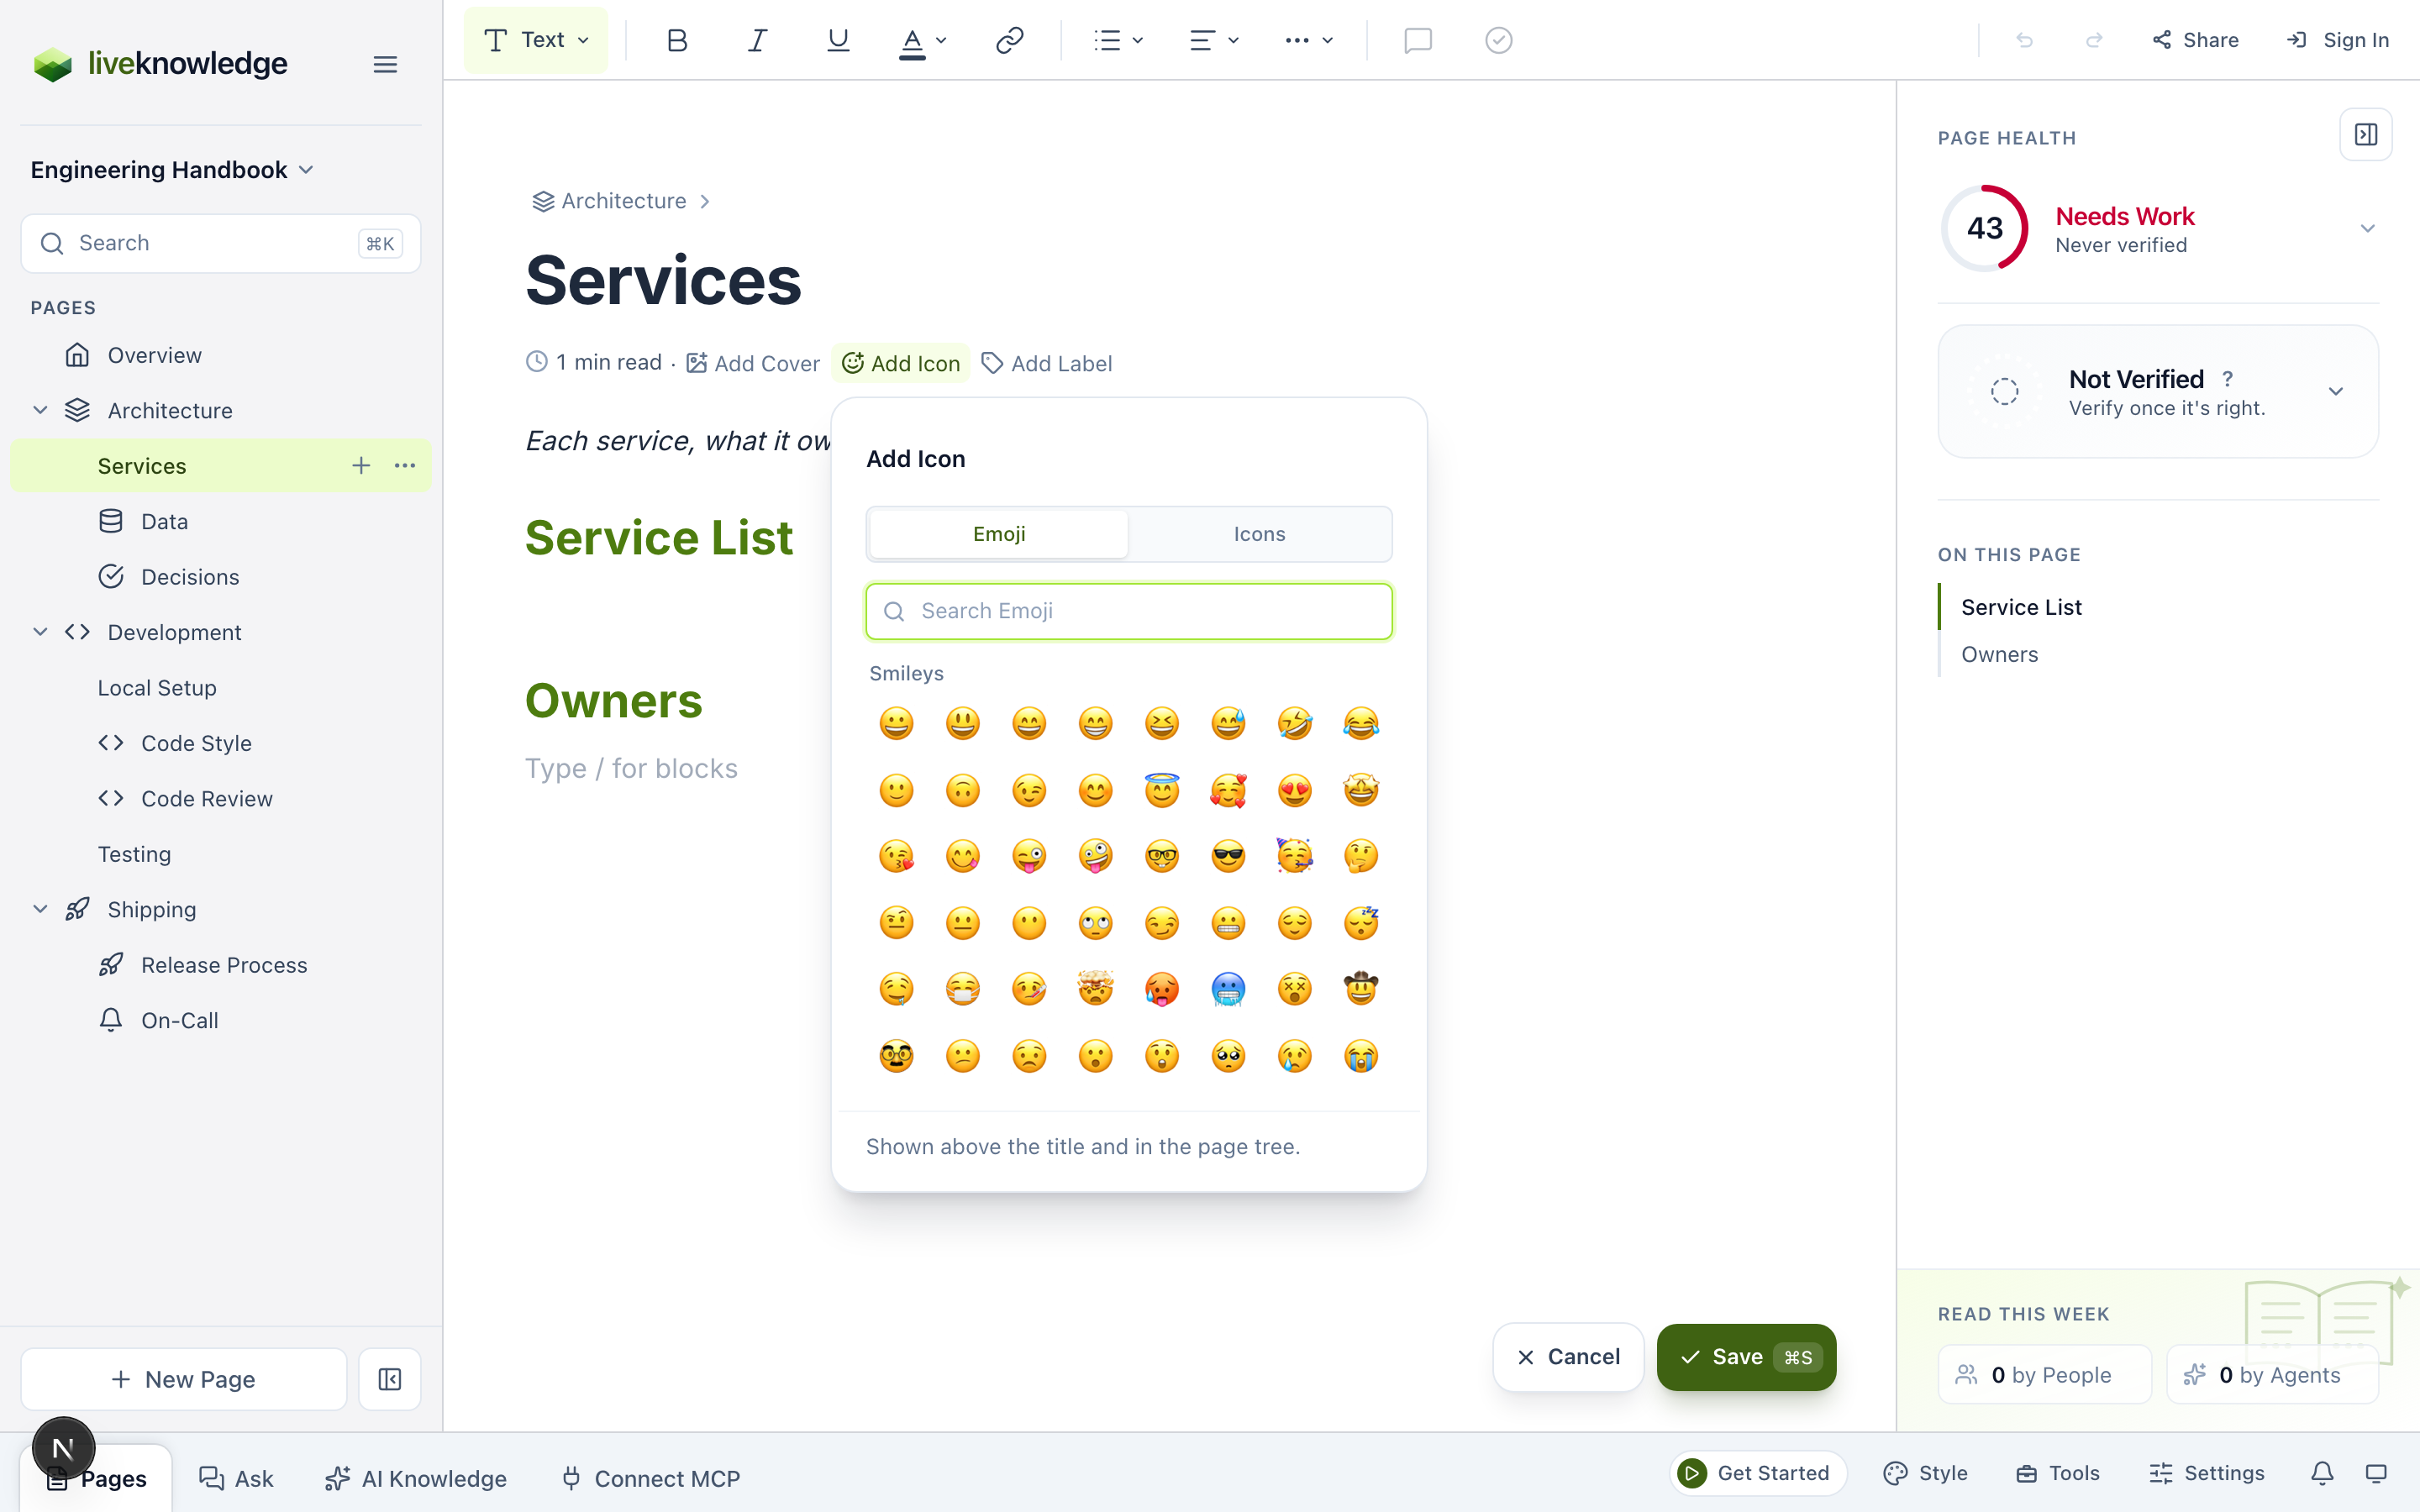 liveknowledge
Engineering Handbook
Search ⌘K
PAGES
Overview
Architecture
Services
Data
Decisions
Development
Local Setup
Code Style
Code Review
Testing
Shipping
Release Process
On-Call
New Page
Text
B I U A
Share
Sign In
Architecture
Services
1 min read · Add Cover Add Icon Add Label
Each service, what it ow
Service List
Owners
Type / for blocks
Add Icon
Emoji Icons
Search Emoji
Smileys
Shown above the title and in the page tree.
Cancel
Save ⌘S
PAGE HEALTH
43
Needs Work
Never verified
Not Verified ?
Verify once it's right.
ON THIS PAGE
Service List
Owners
READ THIS WEEK
0 by People
0 by Agents
N
Pages
Ask
AI Knowledge
Connect MCP
Get Started
Style
Tools
Settings